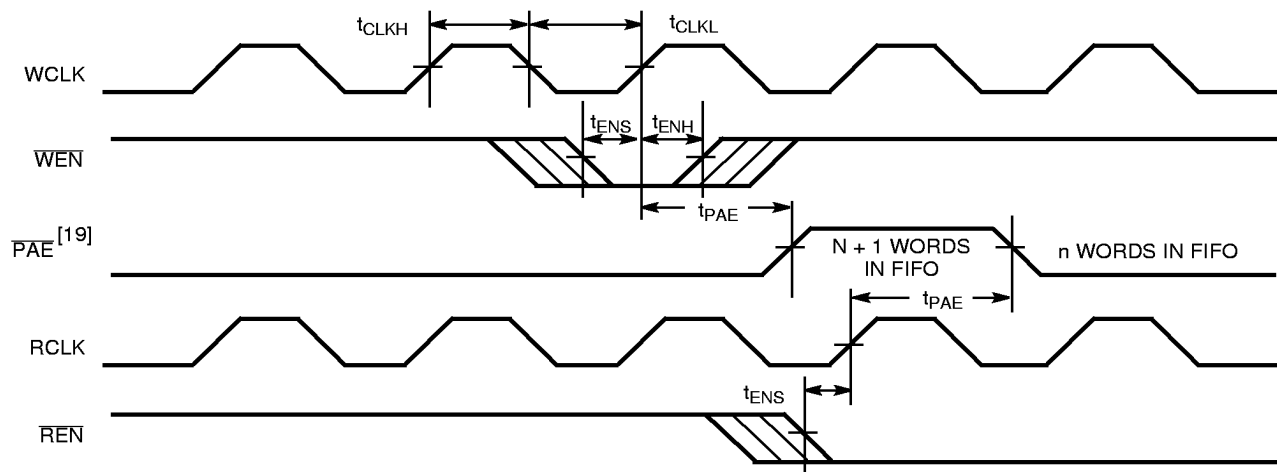 tCLKH
tCLKL
WCLK
tENS
tENH
WEN
tPAE
PAE [19]
N + 1 WORDS
IN FIFO
n WORDS IN FIFO
tPAE
RCLK
tENS
REN